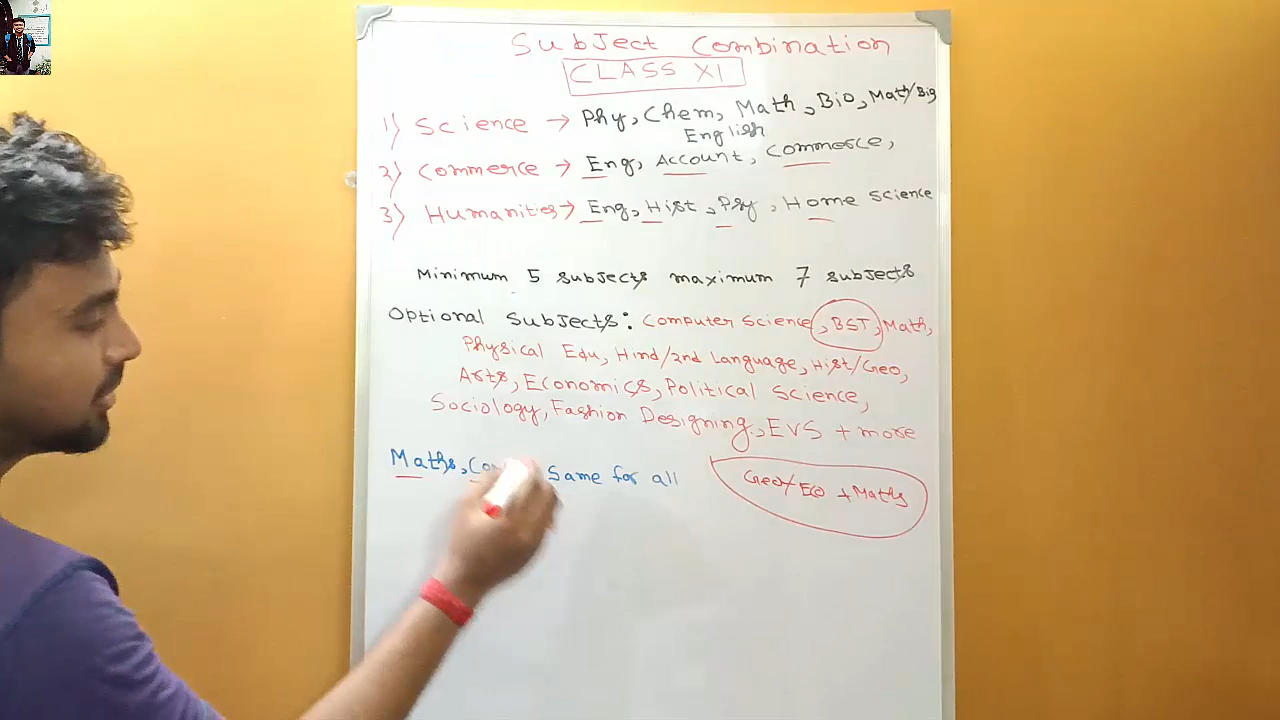 Subject Combination
CLASS XI
1) Science → Phy, Chem, Math, Bio, Math/Big
English
2) Commerce → Eng, Account, Commerce,
3) Humanities → Eng, Hist, Psy, Home Science
Minimum 5 subjects maximum 7 subjects
Optional Subjects: Computer Science, BST, Math,
Physical Edu, Hind/2nd Language, Hist/Geo,
Arts, Economics, Political Science,
Sociology, Fashion Designing, EVS + more
Maths, Same for all
Geo/Eco + Maths